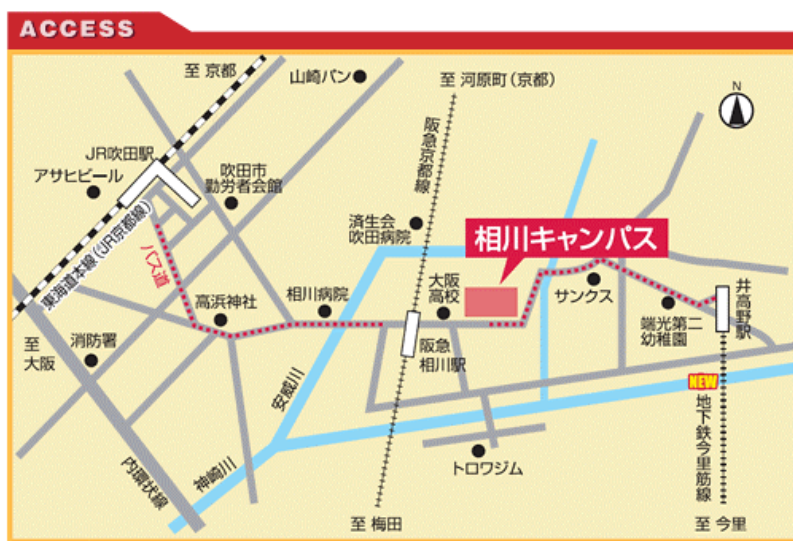 ACCESS
至 京都
山崎パン
至 河原町（京都）
N
JR吹田駅
アサヒビール
吹田市
勤労者会館
阪急京都線
済生会
吹田病院
相川キャンパス
東海道本線（JR京都線）
バス道
高浜神社
相川病院
大阪
高校
サンクス
井高野駅
端光第二
幼稚園
至
大阪
消防署
阪急
相川駅
安威川
NEW
地下鉄今里筋線
内環状線
神崎川
トロワジム
至 梅田
至 今里